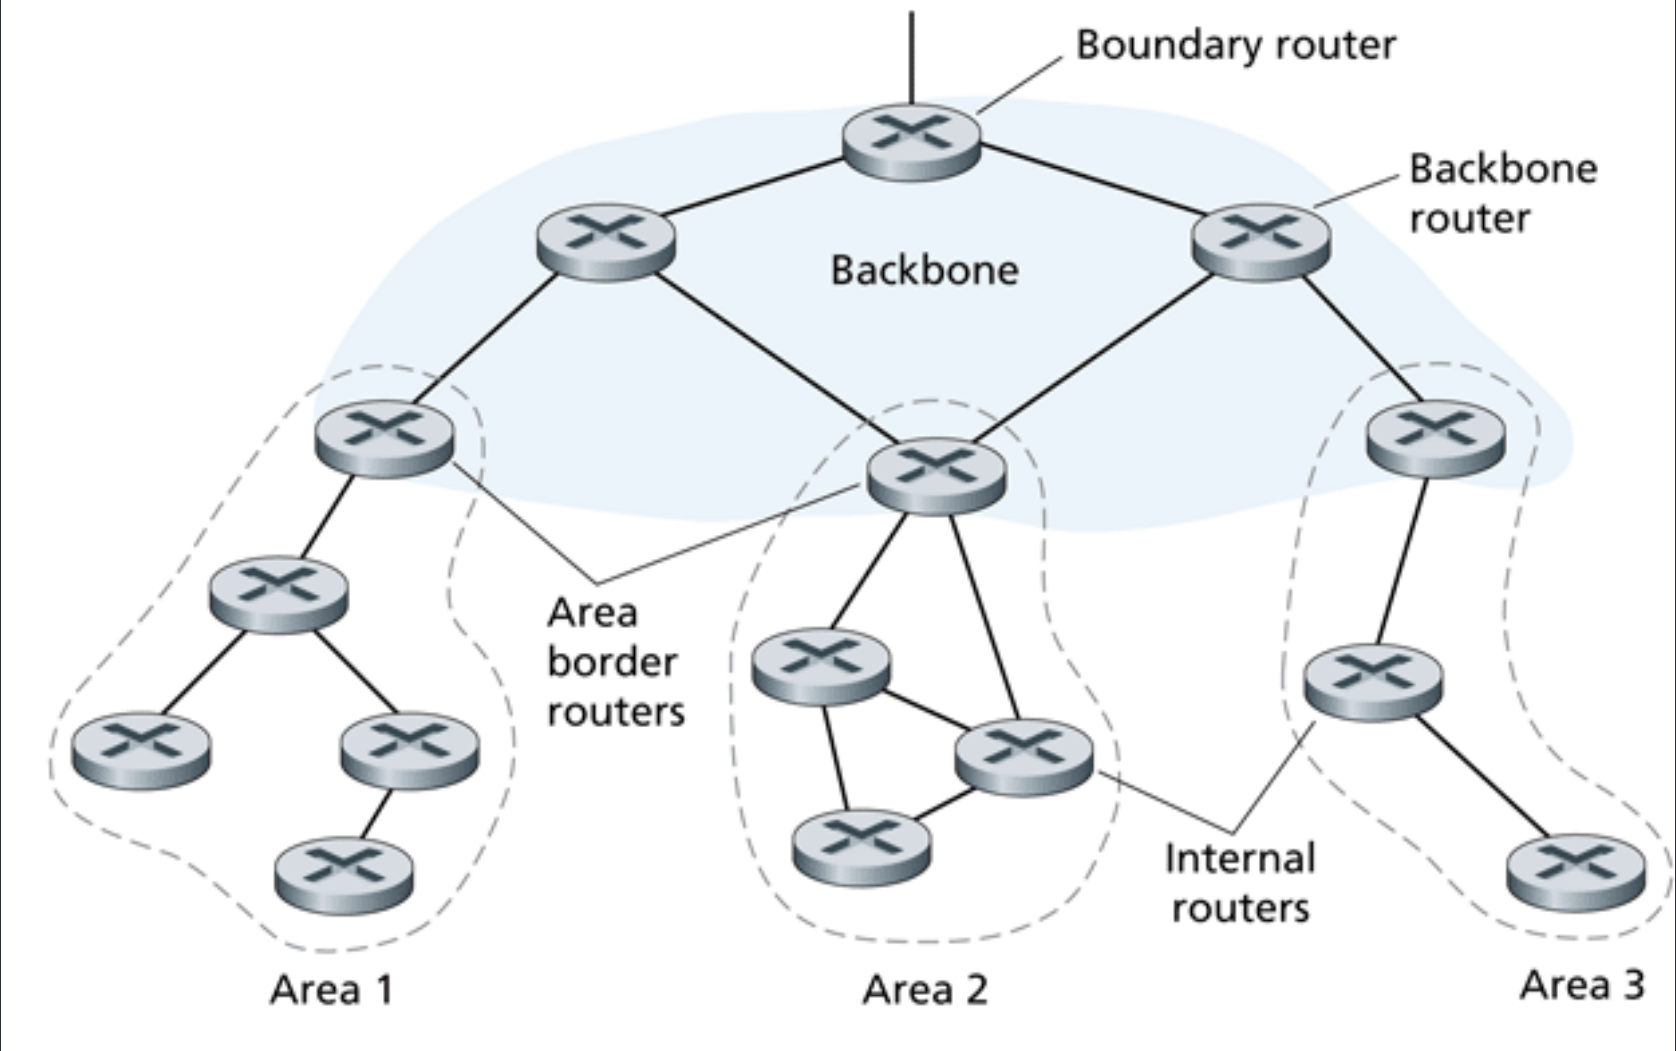 Boundary router
Backbone
router
Backbone
Area
border
routers
Internal
routers
Area 1
Area 2
Area 3